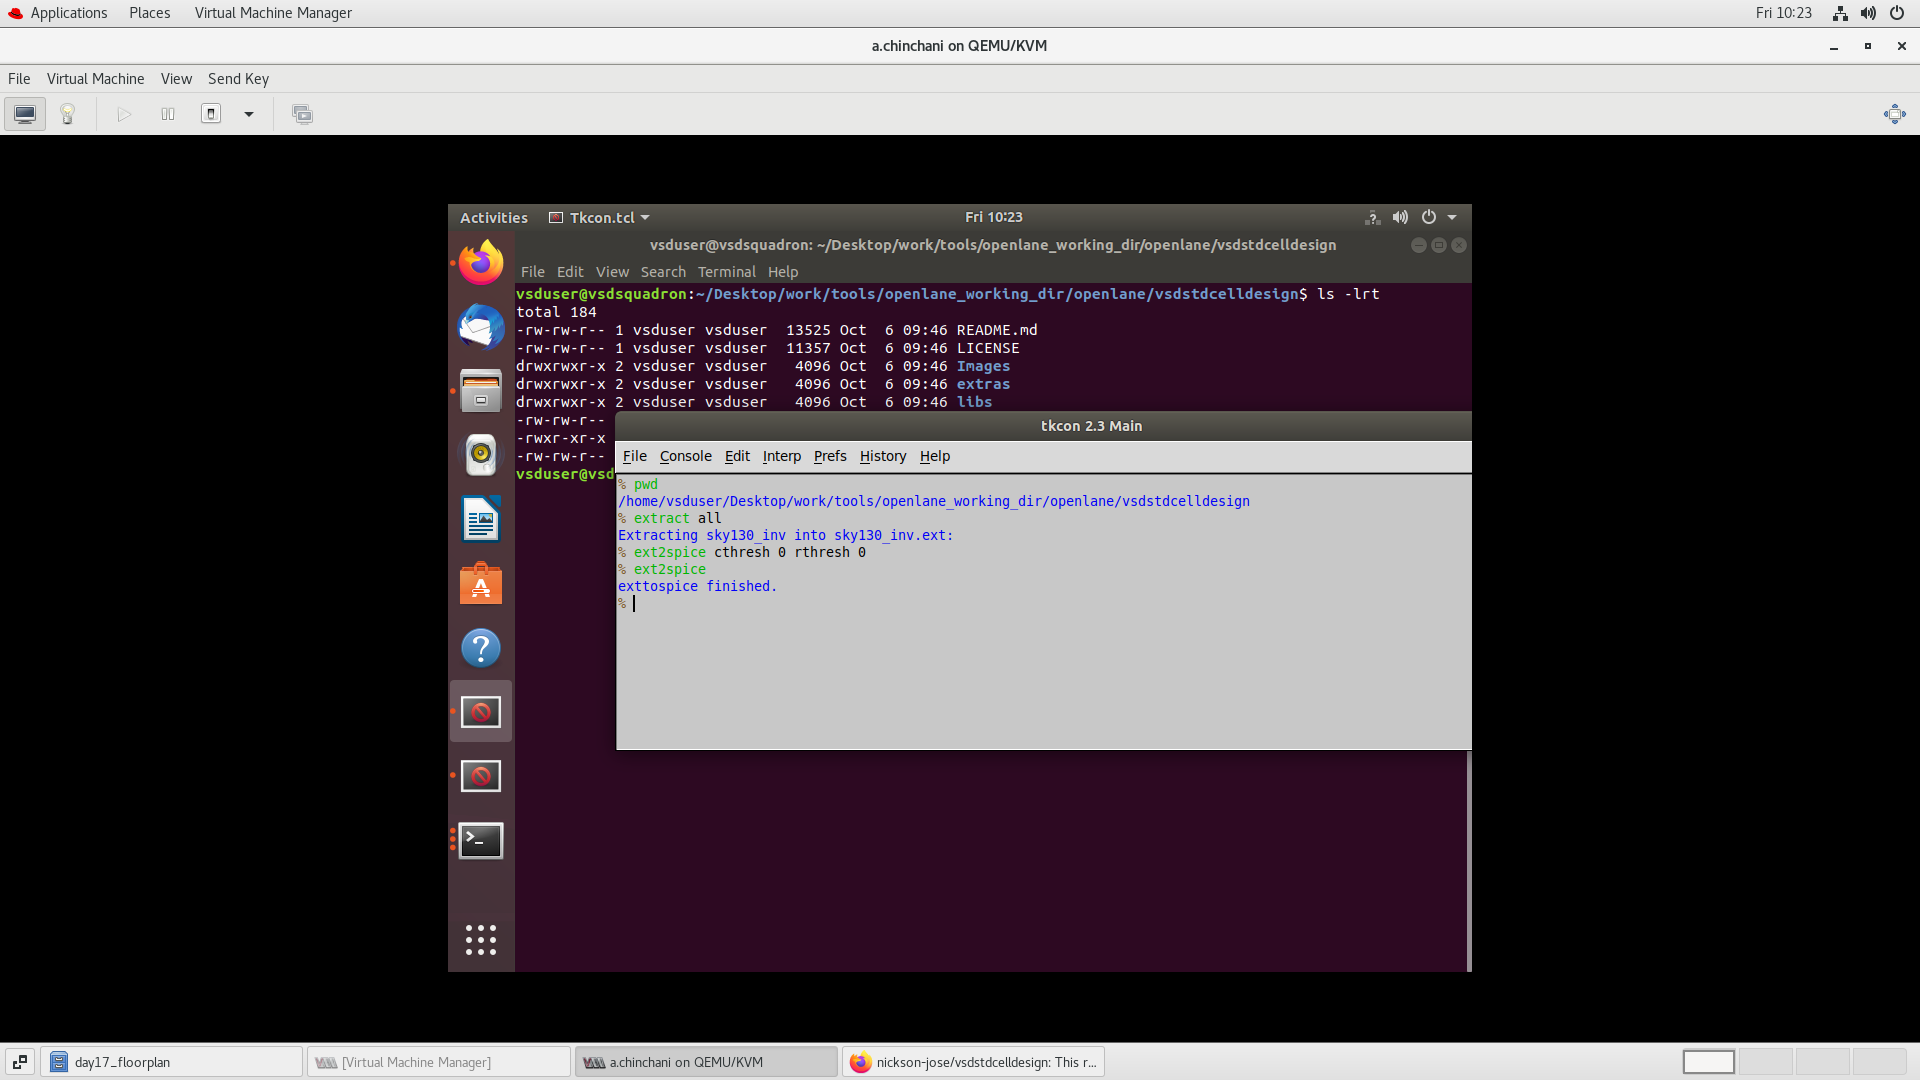 Applications Places Virtual Machine Manager Fri 10:23
a.chinchani on QEMU/KVM
File Virtual Machine View Send Key
Activities Tkcon.tcl Fri 10:23
vsduser@vsdsquadron: ~/Desktop/work/tools/openlane_working_dir/openlane/vsdstdcelldesign
File Edit View Search Terminal Help
vsduser@vsdsquadron:~/Desktop/work/tools/openlane_working_dir/openlane/vsdstdcelldesign$ ls -lrt
total 184
-rw-rw-r-- 1 vsduser vsduser 13525 Oct 6 09:46 README.md
-rw-rw-r-- 1 vsduser vsduser 11357 Oct 6 09:46 LICENSE
drwxrwxr-x 2 vsduser vsduser 4096 Oct 6 09:46 Images
drwxrwxr-x 2 vsduser vsduser 4096 Oct 6 09:46 extras
drwxrwxr-x 2 vsduser vsduser 4096 Oct 6 09:46 libs
-rw-rw-r--
-rwxr-xr-x
-rw-rw-r--
vsduser@vsd
tkcon 2.3 Main
File Console Edit Interp Prefs History Help
% pwd
/home/vsduser/Desktop/work/tools/openlane_working_dir/openlane/vsdstdcelldesign
% extract all
Extracting sky130_inv into sky130_inv.ext:
% ext2spice cthresh 0 rthresh 0
% ext2spice
exttospice finished.
%
day17_floorplan [Virtual Machine Manager] a.chinchani on QEMU/KVM nickson-jose/vsdstdcelldesign: This r...